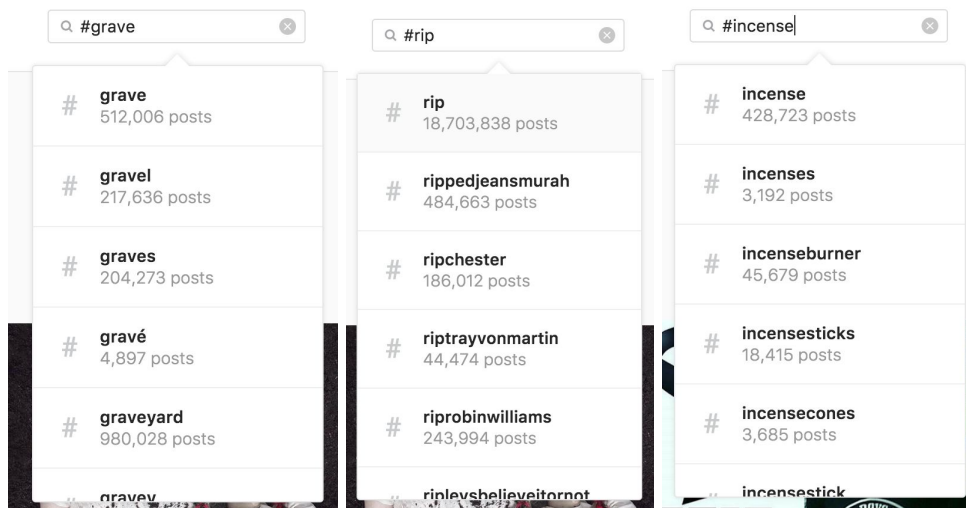 #grave
# grave
512,006 posts
# gravel
217,636 posts
# graves
204,273 posts
# gravé
4,897 posts
# graveyard
980,028 posts
# gravey
#rip
# rip
18,703,838 posts
# rippedjeansmurah
484,663 posts
# ripchester
186,012 posts
# riptrayvonmartin
44,474 posts
# riprobinwilliams
243,994 posts
ripleysbelieveitornot
#incense
# incense
428,723 posts
# incenses
3,192 posts
# incenseburner
45,679 posts
# incensesticks
18,415 posts
# incensecones
3,685 posts
# incensestick